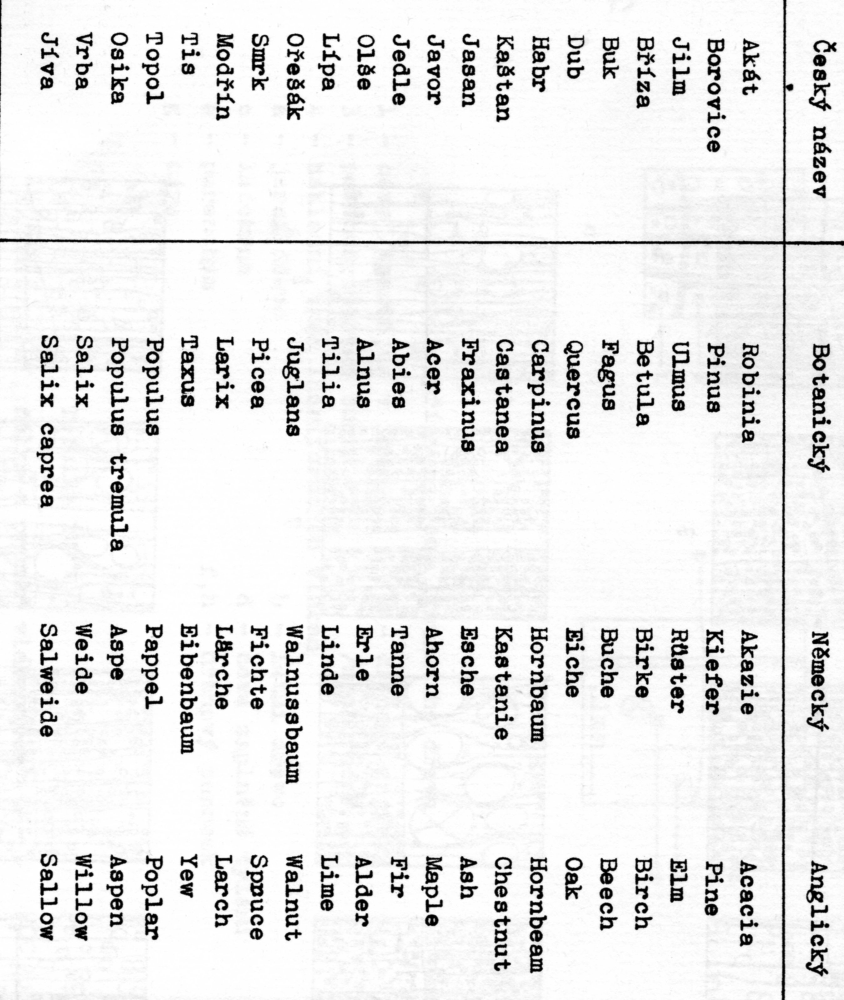 Český název Botanický Německý Anglický
Akát Robinia Akazie Acacia
Borovice Pinus Kiefer Pine
Jilm Ulmus Rüster Elm
Bříza Betula Birke Birch
Buk Fagus Buche Beech
Dub Quercus Eiche Oak
Habr Carpinus Hornbaum Hornbeam
Kaštan Castanea Kastanie Chestnut
Jasan Fraxinus Esche Ash
Javor Acer Ahorn Maple
Jedle Abies Tanne Fir
Olše Alnus Erle Alder
Lípa Tilia Linde Lime
Ořešák Juglans Walnussbaum Walnut
Smrk Picea Fichte Spruce
Modřín Larix Lärche Larch
Tis Taxus Eibenbaum Yew
Topol Populus Pappel Poplar
Osika Populus tremula Aspe Aspen
Vrba Salix Weide Willow
Jíva Salix caprea Salweide Sallow